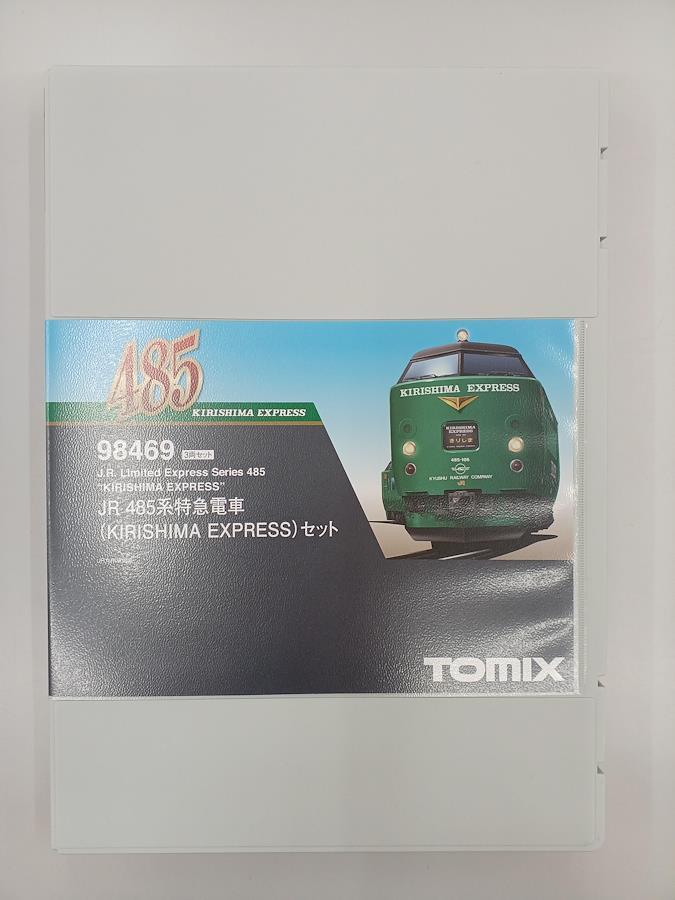 485
KIRISHIMA EXPRESS
98469 3両セット
J.R. Limited Express Series 485
"KIRISHIMA EXPRESS"
JR 485系特急電車
(KIRISHIMA EXPRESS)セット
KIRISHIMA EXPRESS
KIRISHIMA
EXPRESS
きりしま
485-106
KYUSHU RAILWAY COMPANY
JR
TOMIX